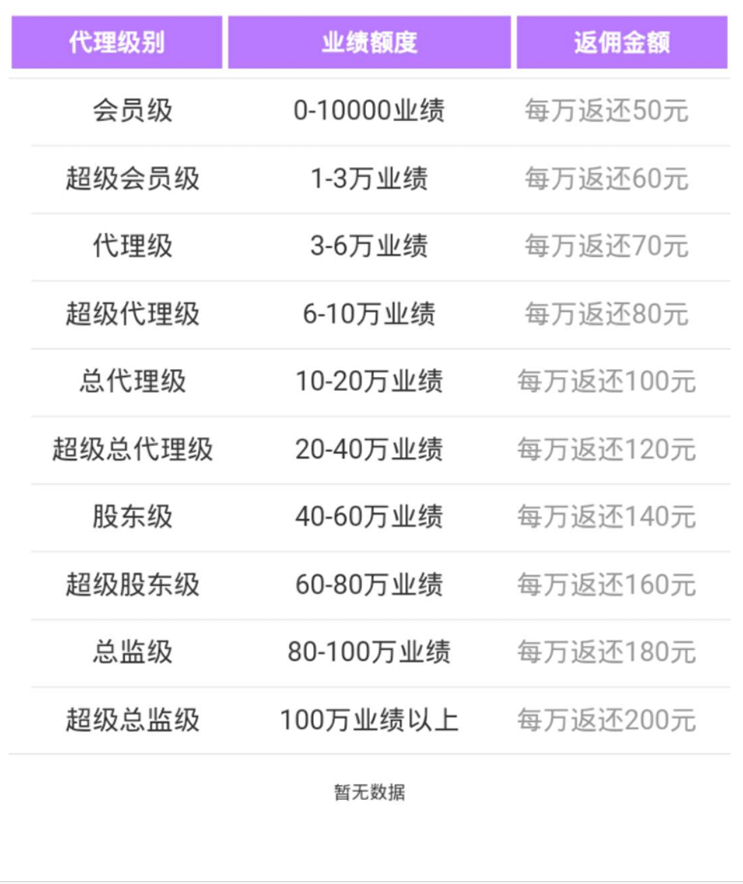 代理级别 业绩额度 返佣金额
会员级 0-10000业绩 每万返还50元
超级会员级 1-3万业绩 每万返还60元
代理级 3-6万业绩 每万返还70元
超级代理级 6-10万业绩 每万返还80元
总代理级 10-20万业绩 每万返还100元
超级总代理级 20-40万业绩 每万返还120元
股东级 40-60万业绩 每万返还140元
超级股东级 60-80万业绩 每万返还160元
总监级 80-100万业绩 每万返还180元
超级总监级 100万业绩以上 每万返还200元
暂无数据